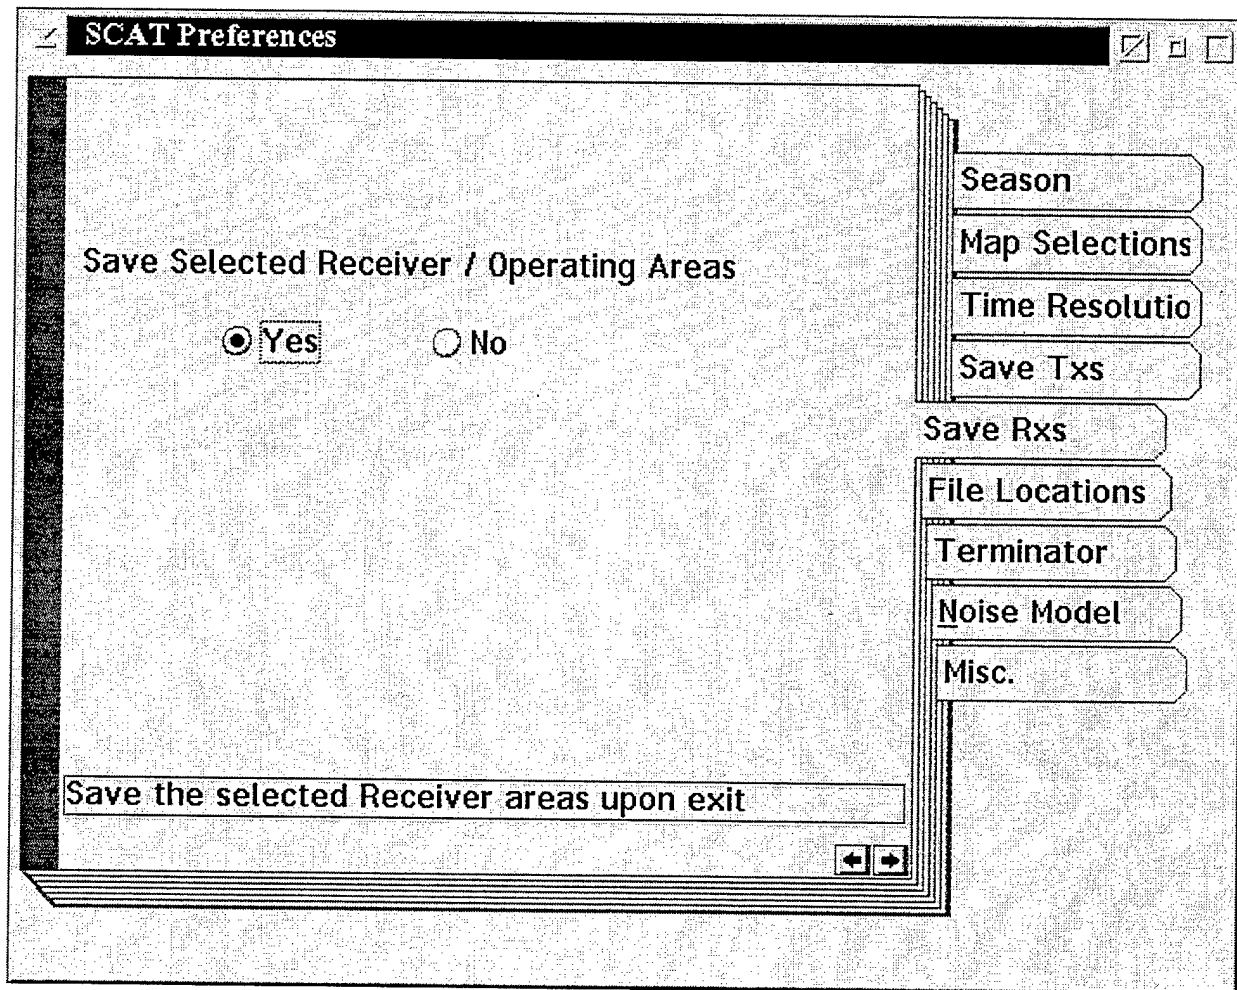 SCAT Preferences
Save Selected Receiver / Operating Areas
Yes
No
Save the selected Receiver areas upon exit
Season
Map Selections
Time Resolutio
Save Txs
Save Rxs
File Locations
Terminator
Noise Model
Misc.